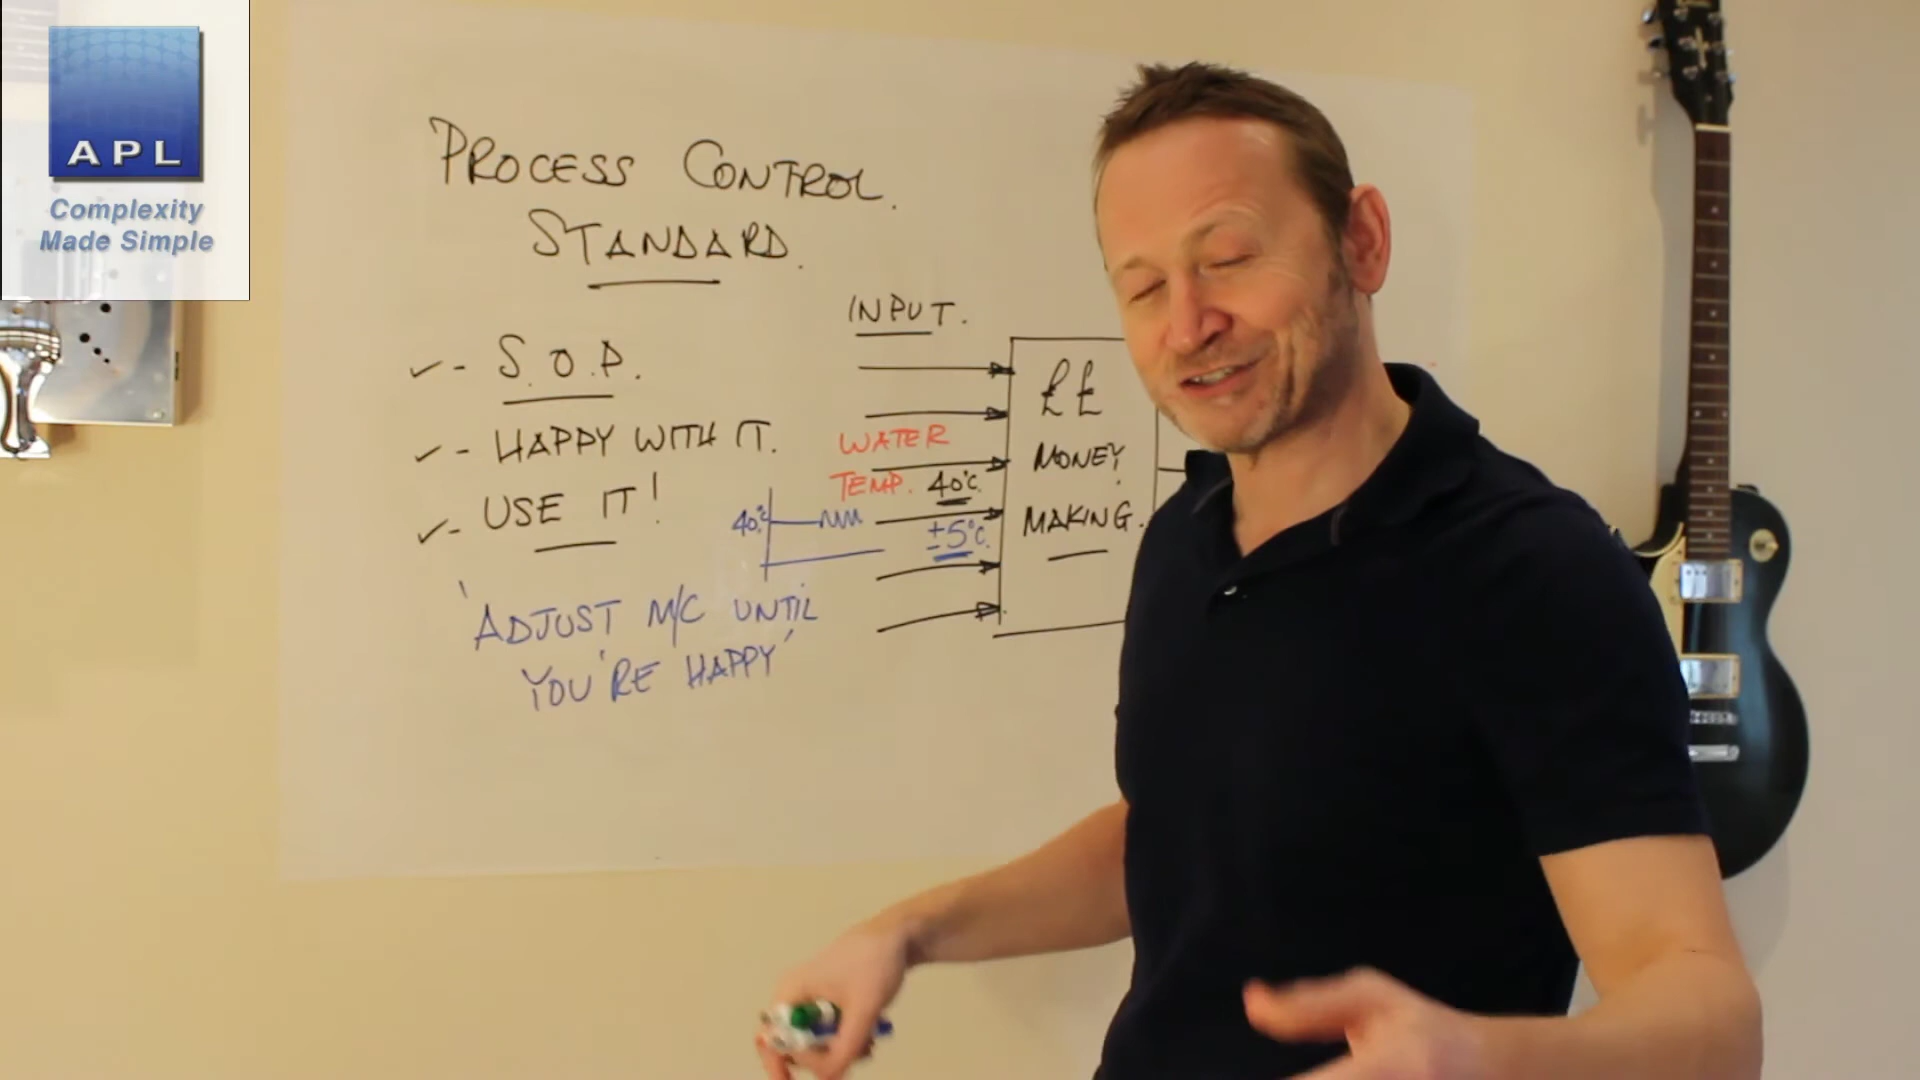 APL
Complexity
Made Simple
PROCESS CONTROL.
STANDARD.
✓ - S.O.P.
✓ - HAPPY WITH IT.
✓ - USE IT!
'ADJUST M/C UNTIL
YOU'RE HAPPY'
INPUT.
WATER
TEMP. 40°C.
±5°C.
40°C
££
MONEY
MAKING.